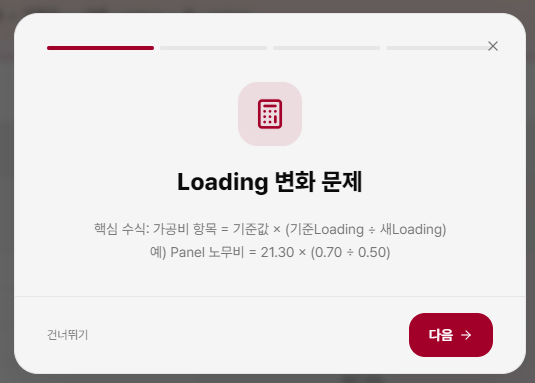 Loading 변화 문제
핵심 수식: 가공비 항목 = 기준값 × (기준Loading ÷ 새Loading)
예) Panel 노무비 = 21.30 × (0.70 ÷ 0.50)
건너뛰기
다음 →